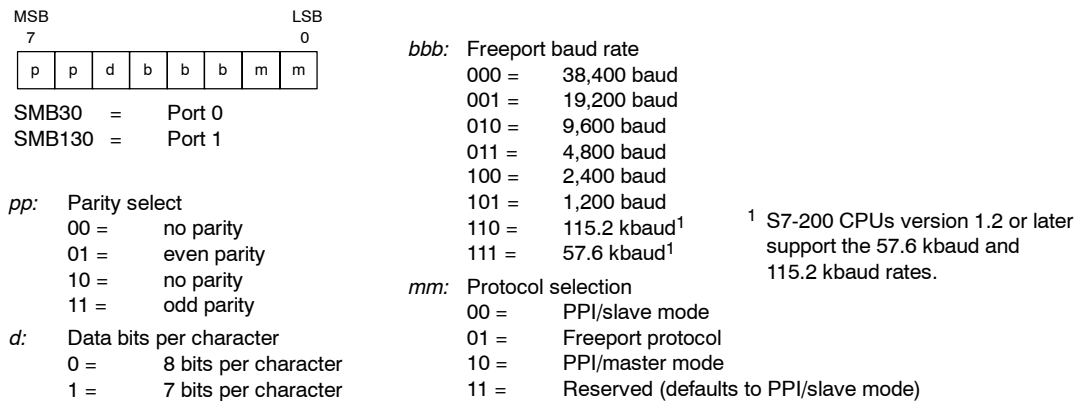 MSB LSB
7 0
p p d b b b m m
SMB30 = Port 0
SMB130 = Port 1
pp: Parity select
00 = no parity
01 = even parity
10 = no parity
11 = odd parity
d: Data bits per character
0 = 8 bits per character
1 = 7 bits per character
bbb: Freeport baud rate
000 = 38,400 baud
001 = 19,200 baud
010 = 9,600 baud
011 = 4,800 baud
100 = 2,400 baud
101 = 1,200 baud
110 = 115.2 kbaud¹
111 = 57.6 kbaud¹
mm: Protocol selection
00 = PPI/slave mode
01 = Freeport protocol
10 = PPI/master mode
11 = Reserved (defaults to PPI/slave mode)
¹ S7-200 CPUs version 1.2 or later
support the 57.6 kbaud and
115.2 kbaud rates.